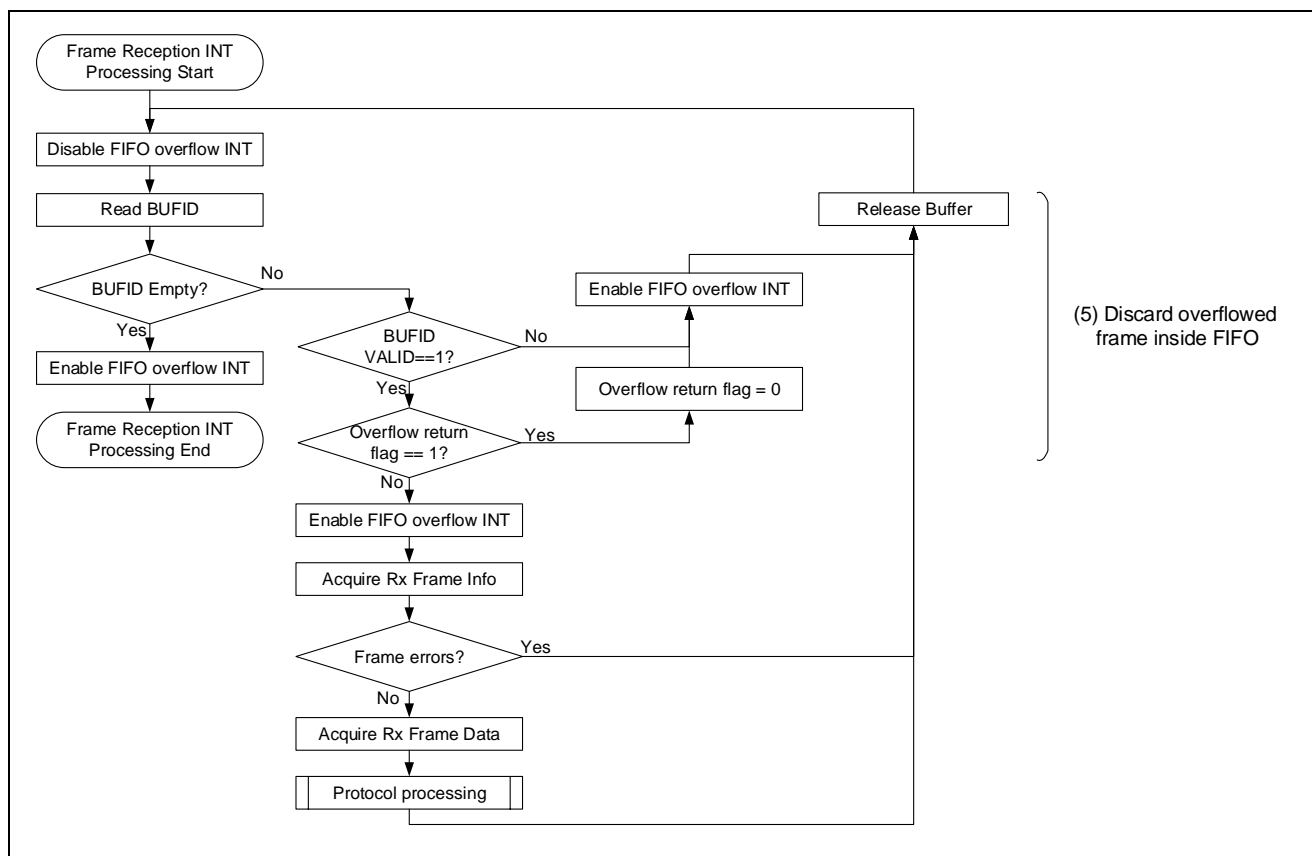 Frame Reception INT
Processing Start
Disable FIFO overflow INT
Read BUFID
BUFID Empty?
No
Yes
Enable FIFO overflow INT
Frame Reception INT
Processing End
BUFID
VALID==1?
No
Yes
Overflow return
flag == 1?
Yes
No
Enable FIFO overflow INT
Overflow return flag = 0
Release Buffer
(5) Discard overflowed
frame inside FIFO
Enable FIFO overflow INT
Acquire Rx Frame Info
Frame errors?
Yes
No
Acquire Rx Frame Data
Protocol processing